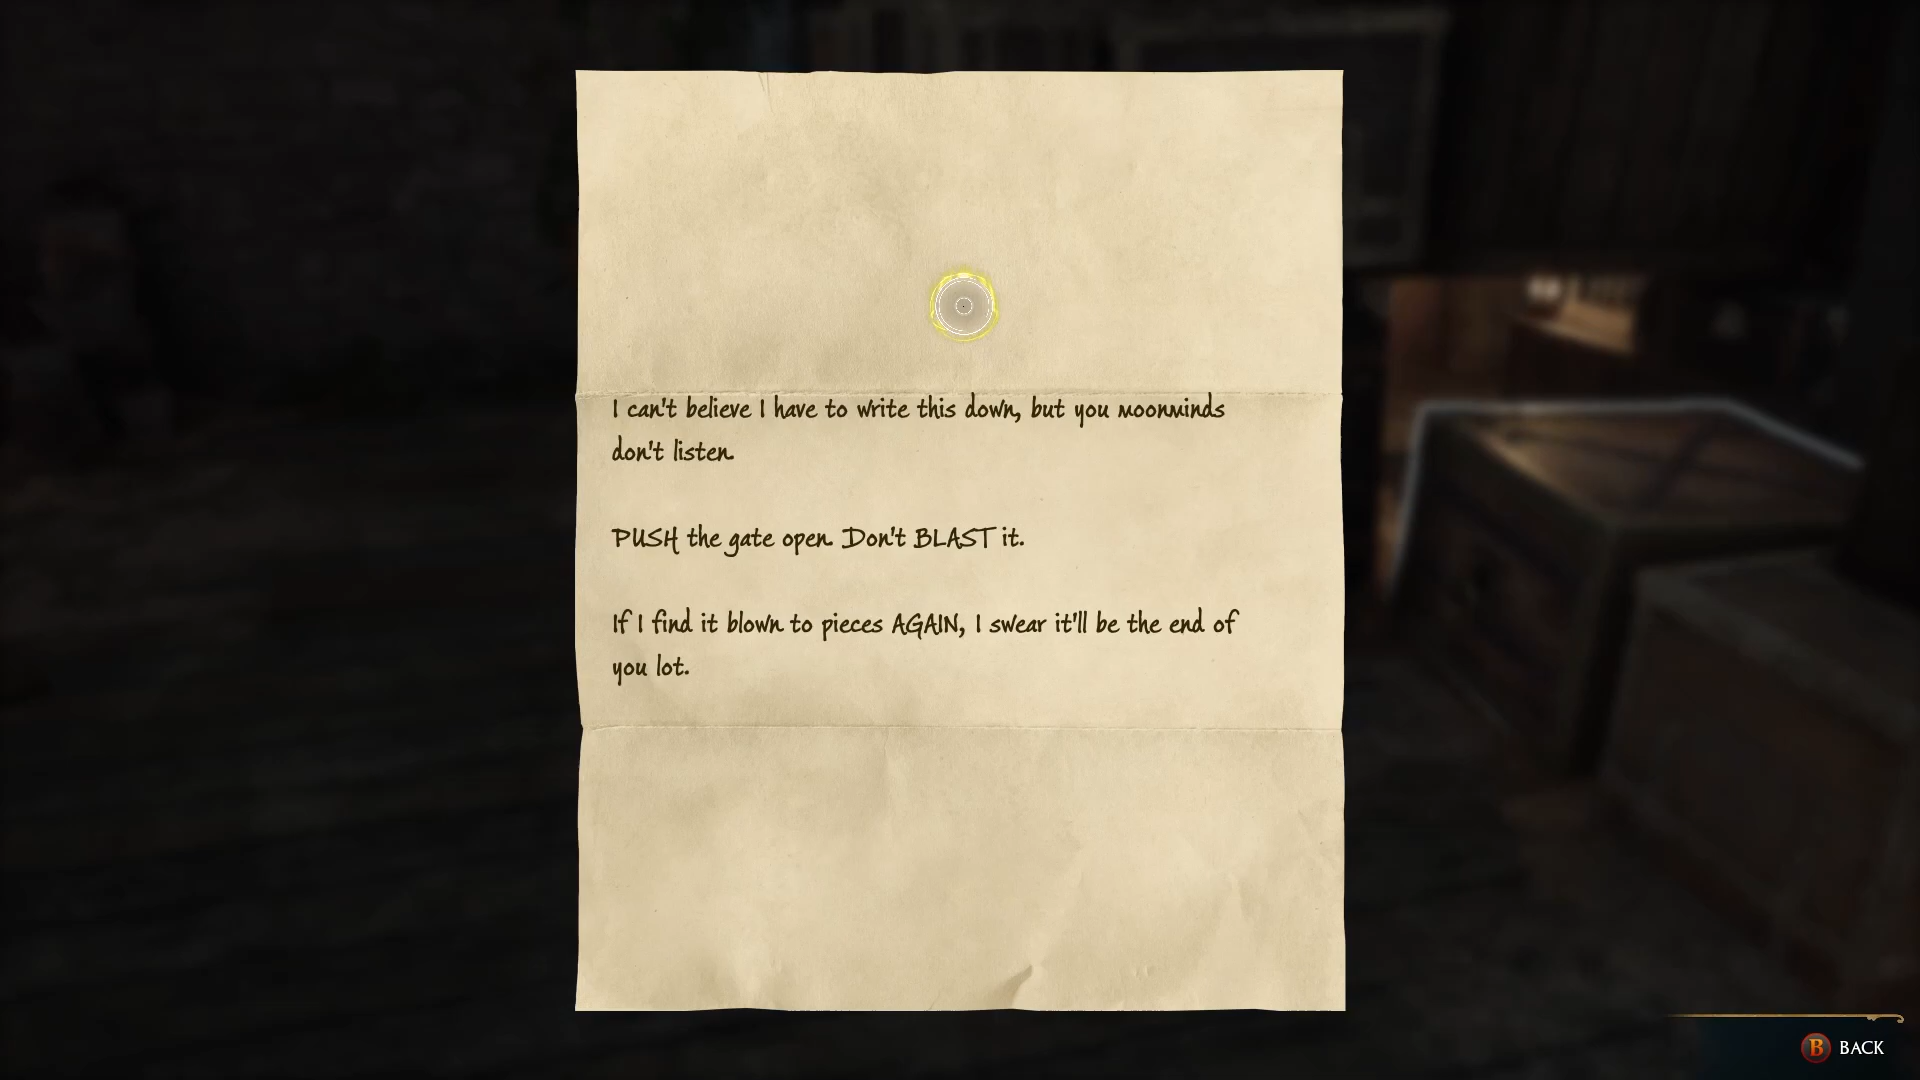 I can't believe I have to write this down, but you moonminds
don't listen.
PUSH the gate open. Don't BLAST it.
If I find it blown to pieces AGAIN, I swear it'll be the end of
you lot.
B BACK